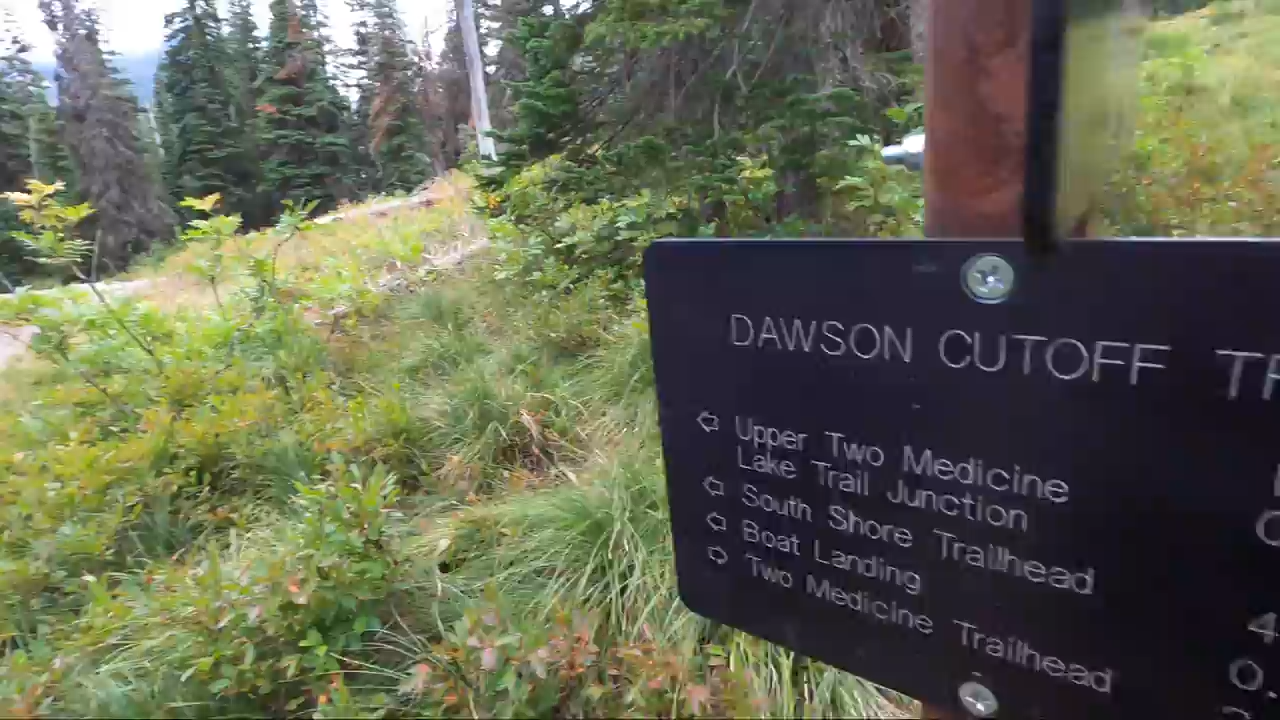 DAWSON CUTOFF
Upper Two Medicine
Lake Trail Junction
South Shore Trailhead
Boat Landing
Two Medicine Trailhead